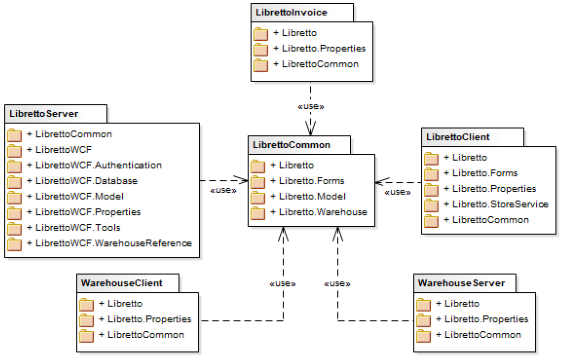 LibrettoInvoice
+ Libretto
+ Libretto.Properties
+ LibrettoCommon
«use»
LibrettoServer
+ LibrettoCommon
+ LibrettoWCF
+ LibrettoWCF.Authentication
+ LibrettoWCF.Database
+ LibrettoWCF.Model
+ LibrettoWCF.Properties
+ LibrettoWCF.Tools
+ LibrettoWCF.WarehouseReference
«use»
LibrettoCommon
+ Libretto
+ Libretto.Forms
+ Libretto.Model
+ Libretto.Warehouse
«use»
LibrettoClient
+ Libretto
+ Libretto.Forms
+ Libretto.Properties
+ Libretto.StoreService
+ LibrettoCommon
WarehouseClient
+ Libretto
+ Libretto.Properties
+ LibrettoCommon
«use»
«use»
WarehouseServer
+ Libretto
+ Libretto.Properties
+ LibrettoCommon